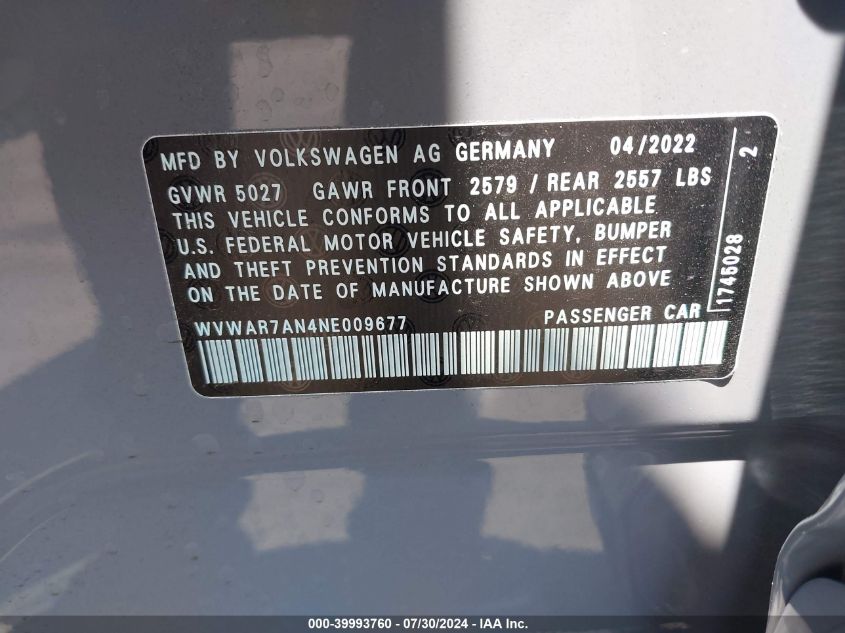 MFD BY VOLKSWAGEN AG GERMANY 04/2022
GVWR 5027 GAWR FRONT 2579 / REAR 2557 LBS
THIS VEHICLE CONFORMS TO ALL APPLICABLE
U.S. FEDERAL MOTOR VEHICLE SAFETY, BUMPER
AND THEFT PREVENTION STANDARDS IN EFFECT
ON THE DATE OF MANUFACTURE SHOWN ABOVE
WVWAR7AN4NE009677 PASSENGER CAR
1745028 2
000-39993760 - 07/30/2024 - IAA Inc.